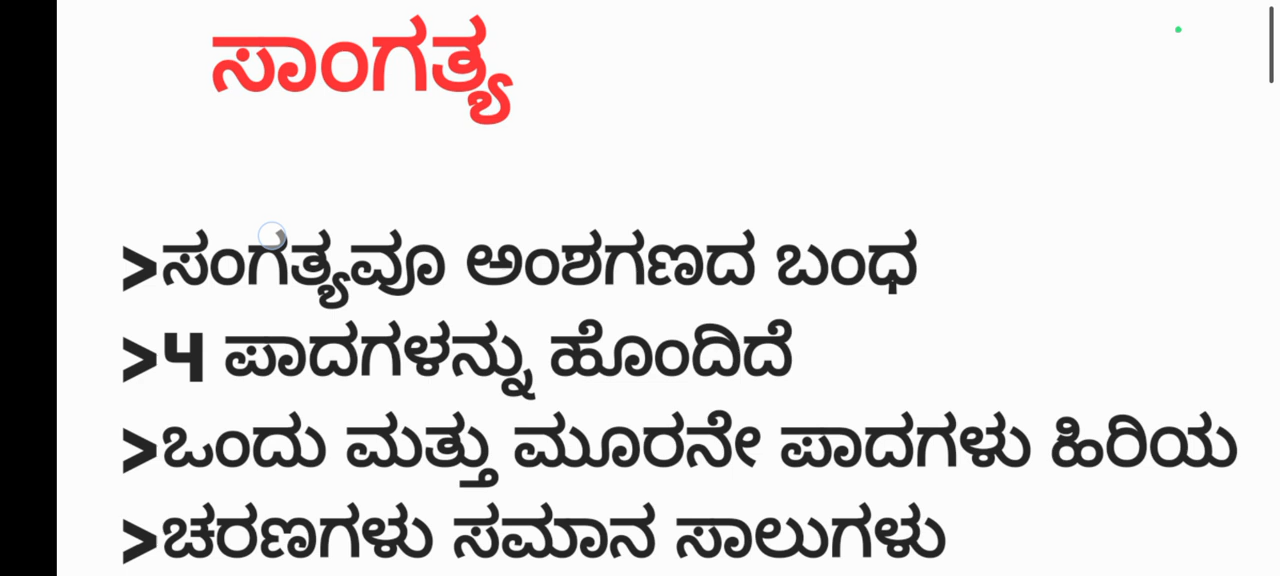 ಸಾಂಗತ್ಯ
>ಸಂಗತ್ಯವೂ ಅಂಶಗಣದ ಬಂಧ
>4 ಪಾದಗಳನ್ನು ಹೊಂದಿದೆ
>ಒಂದು ಮತ್ತು ಮೂರನೇ ಪಾದಗಳು ಹಿರಿಯ
>ಚರಣಗಳು ಸಮಾನ ಸಾಲುಗಳು